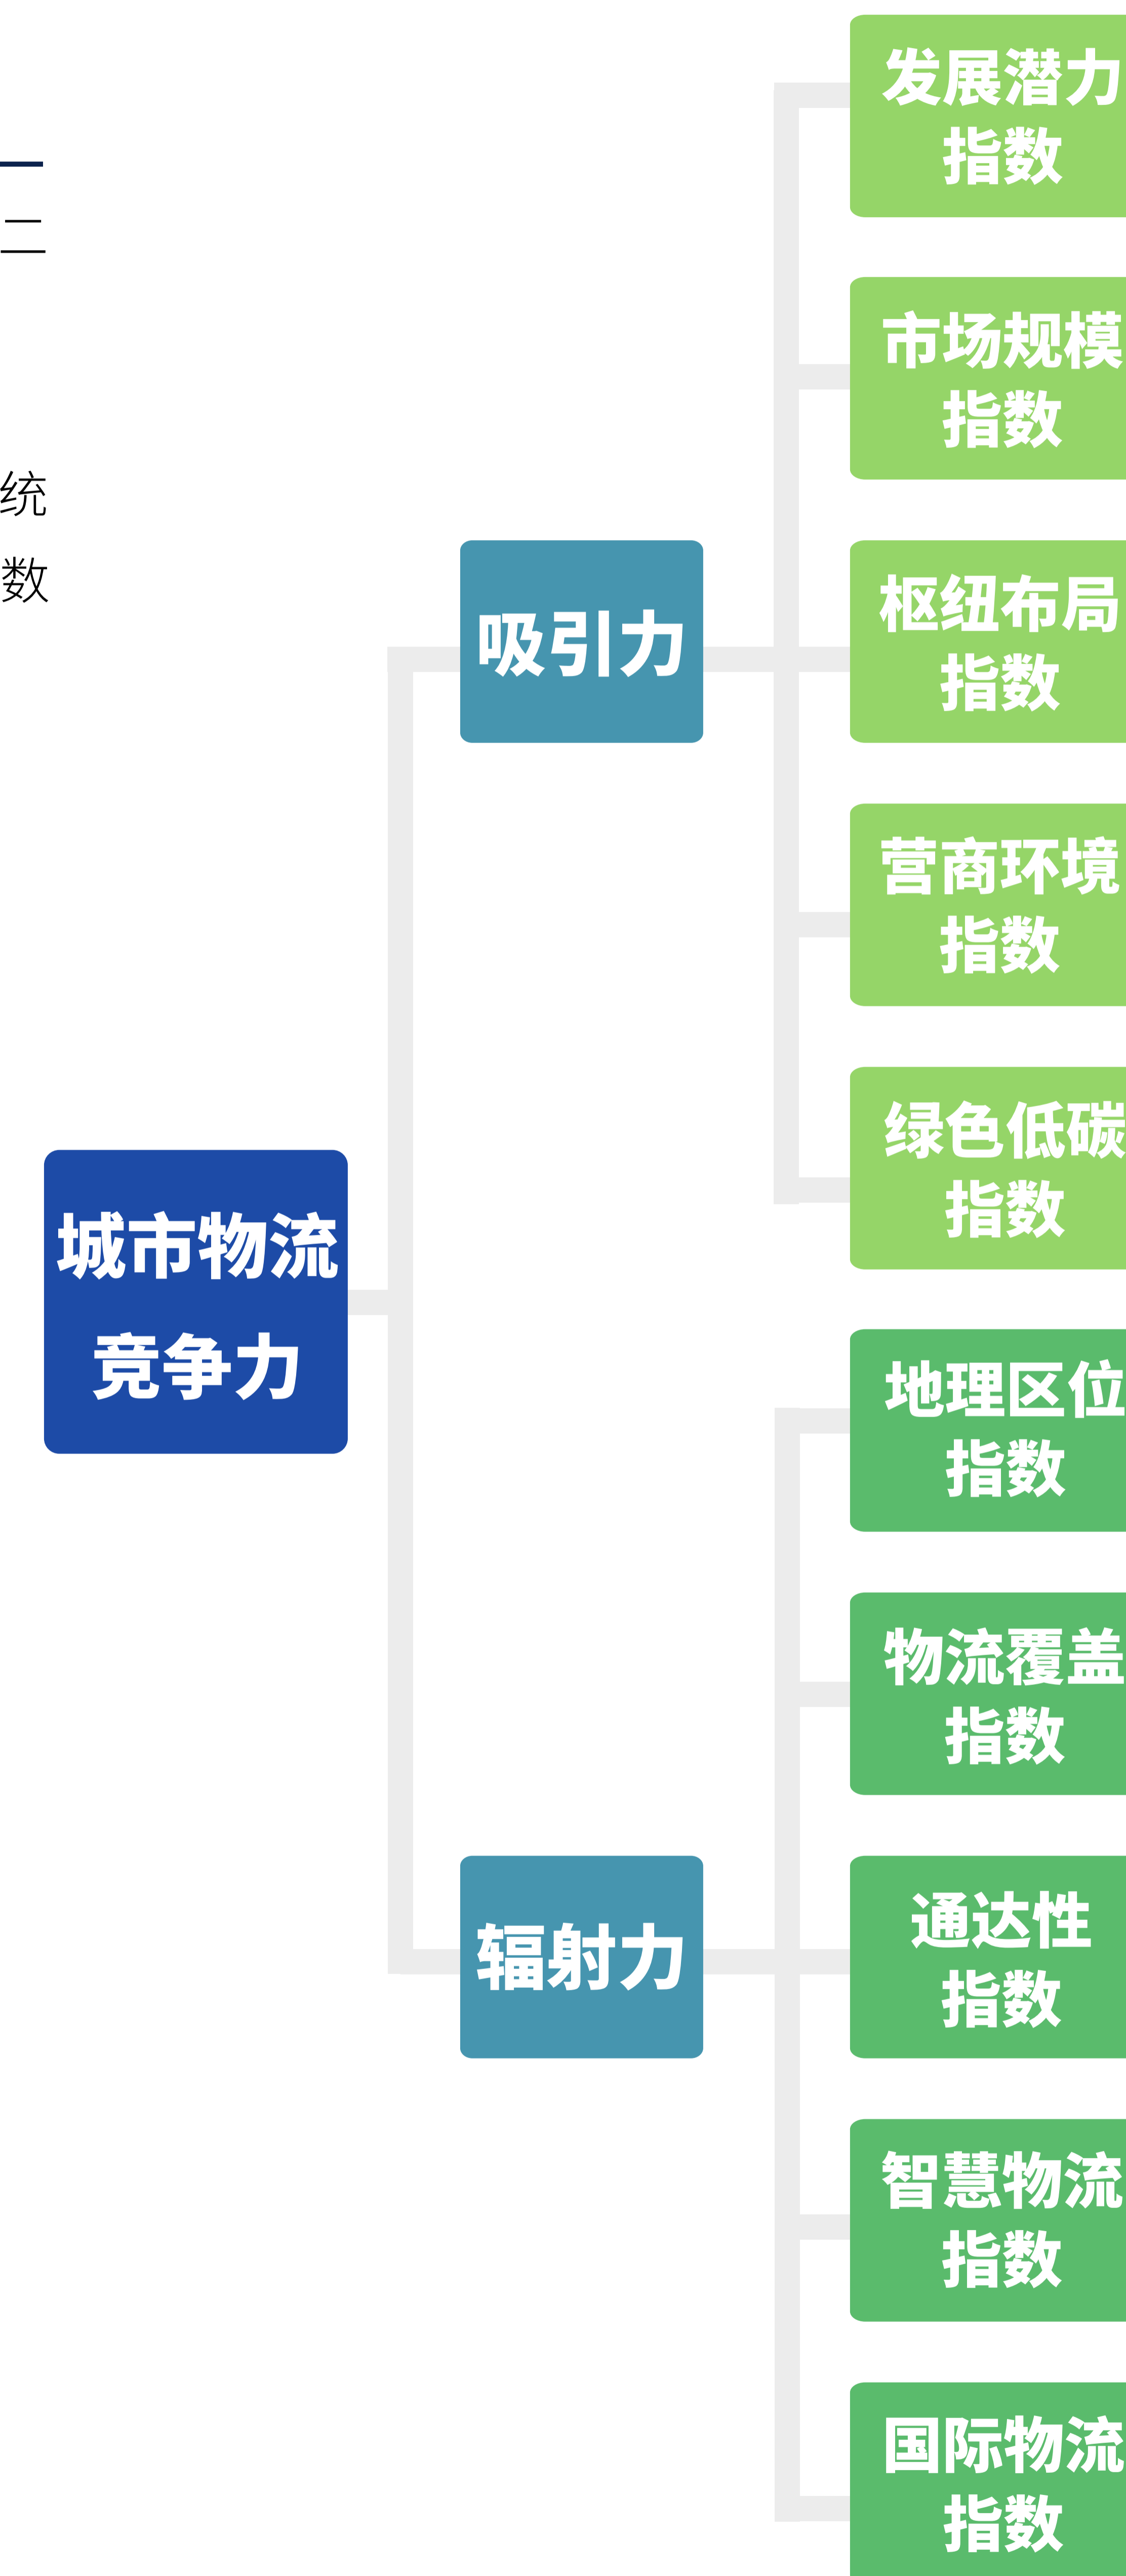 二
统
数
城市物流
竞争力
吸引力
发展潜力
指数
市场规模
指数
枢纽布局
指数
营商环境
指数
绿色低碳
指数
辐射力
地理区位
指数
物流覆盖
指数
通达性
指数
智慧物流
指数
国际物流
指数